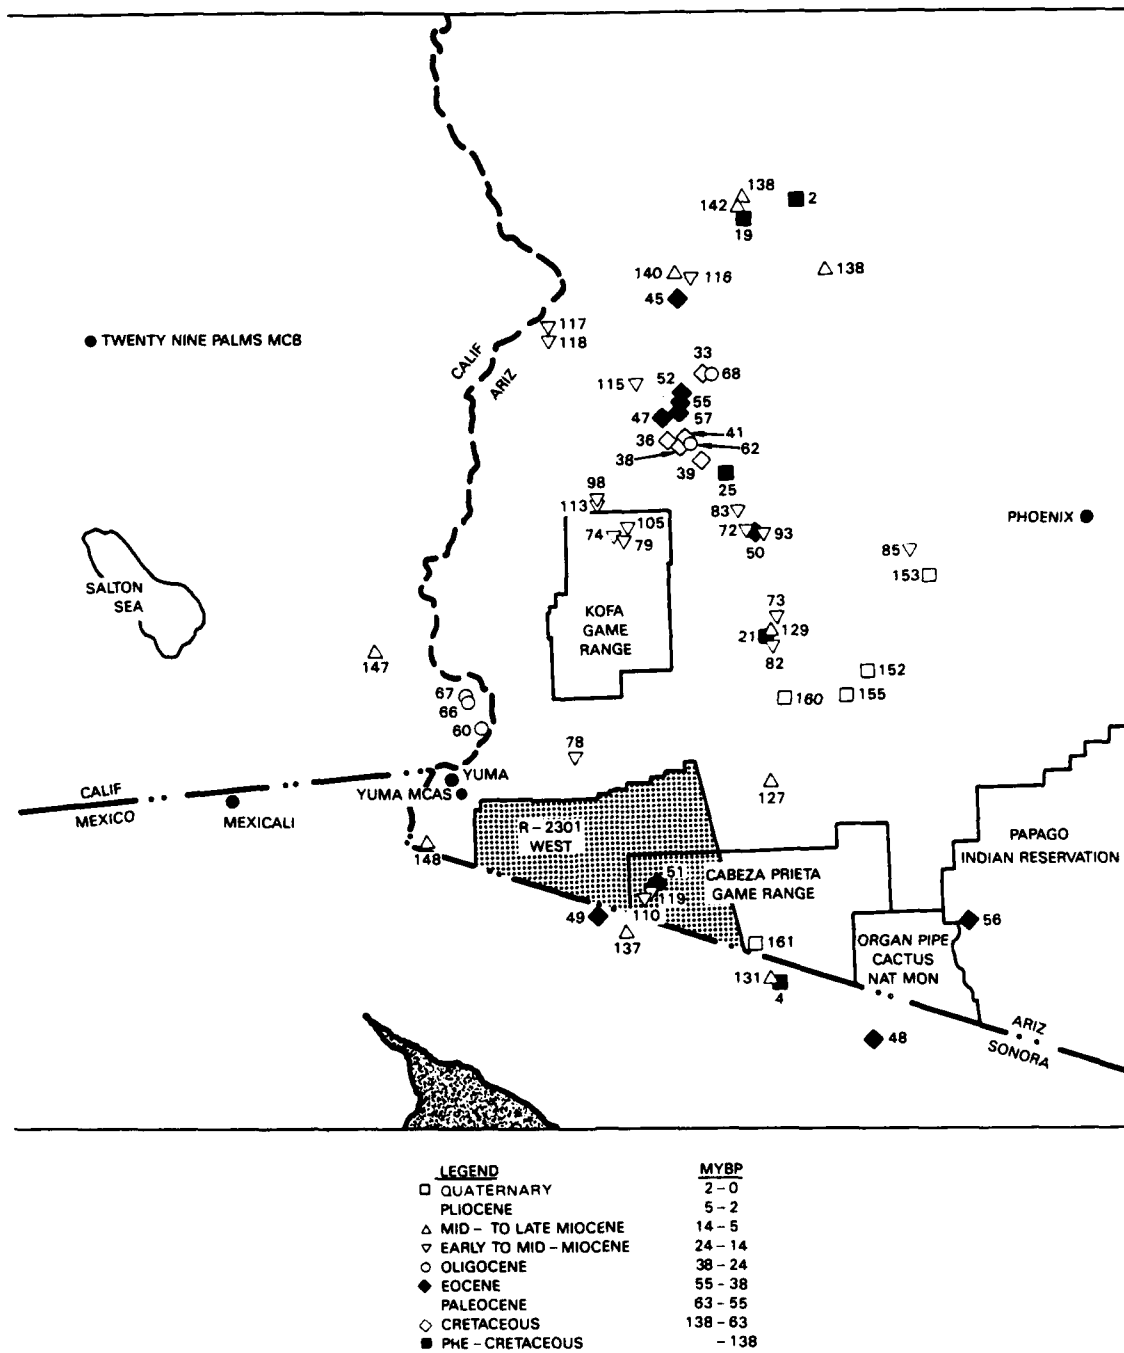 138
142
2
19
140
116
138
45
117
118
TWENTY NINE PALMS MCB
CALIF
ARIZ
33
68
115
52
55
47
57
36
41
38
62
39
25
98
113
83
105
74
79
72
93
50
PHOENIX
85
153
SALTON
SEA
KOFA
GAME
RANGE
73
129
21
82
147
152
67
66
155
160
60
78
CALIF
MEXICO
YUMA
YUMA MCAS
MEXICALI
127
R-2301
WEST
148
PAPAGO
INDIAN RESERVATION
CABEZA PRIETA
GAME RANGE
51
119
110
49
137
56
161
ORGAN PIPE
CACTUS
NAT MON
131
4
48
ARIZ
SONORA
LEGEND MYBP
QUATERNARY 2-0
PLIOCENE 5-2
MID- TO LATE MIOCENE 14-5
EARLY TO MID-MIOCENE 24-14
OLIGOCENE 38-24
EOCENE 55-38
PALEOCENE 63-55
CRETACEOUS 138-63
PHE-CRETACEOUS -138